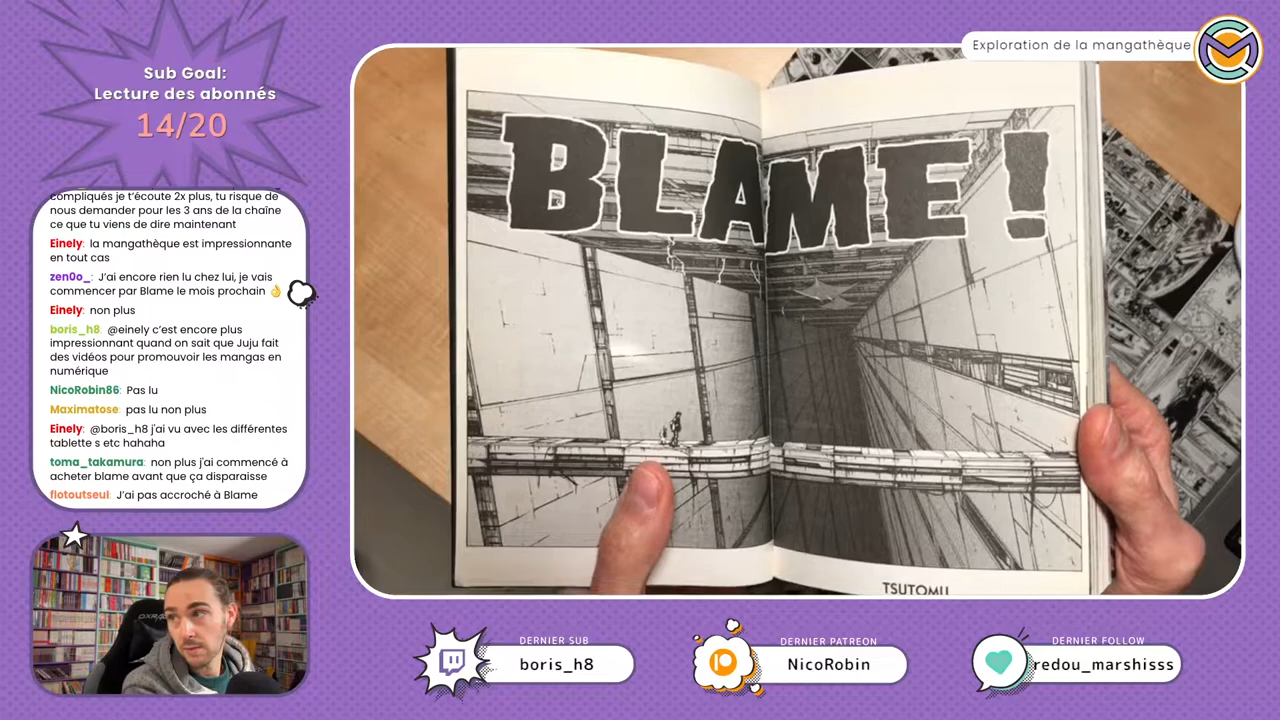 Sub Goal:
Lecture des abonnés
14/20
compliqués je t'écoute 2x plus, tu risque de
nous demander pour les 3 ans de la chaîne
ce que tu viens de dire maintenant
Einely: la mangathèque est impressionnante
en tout cas
zen0o_: J'ai encore rien lu chez lui, je vais
commencer par Blame le mois prochain 👌
Einely: non plus
boris_h8: @einely c'est encore plus
impressionnant quand on sait que Juju fait
des vidéos pour promouvoir les mangas en
numérique
NicoRobin86: Pas lu
Maximatose: pas lu non plus
Einely: @boris_h8 j'ai vu avec les différentes
tablette s etc hahaha
toma_takamura: non plus j'ai commencé à
acheter blame avant que ça disparaisse
flotoutseul: J'ai pas accroché à Blame
Exploration de la mangathèque
BLAME!
TSUTOMU
DERNIER SUB
boris_h8
DERNIER PATREON
NicoRobin
DERNIER FOLLOW
redou_marshisss